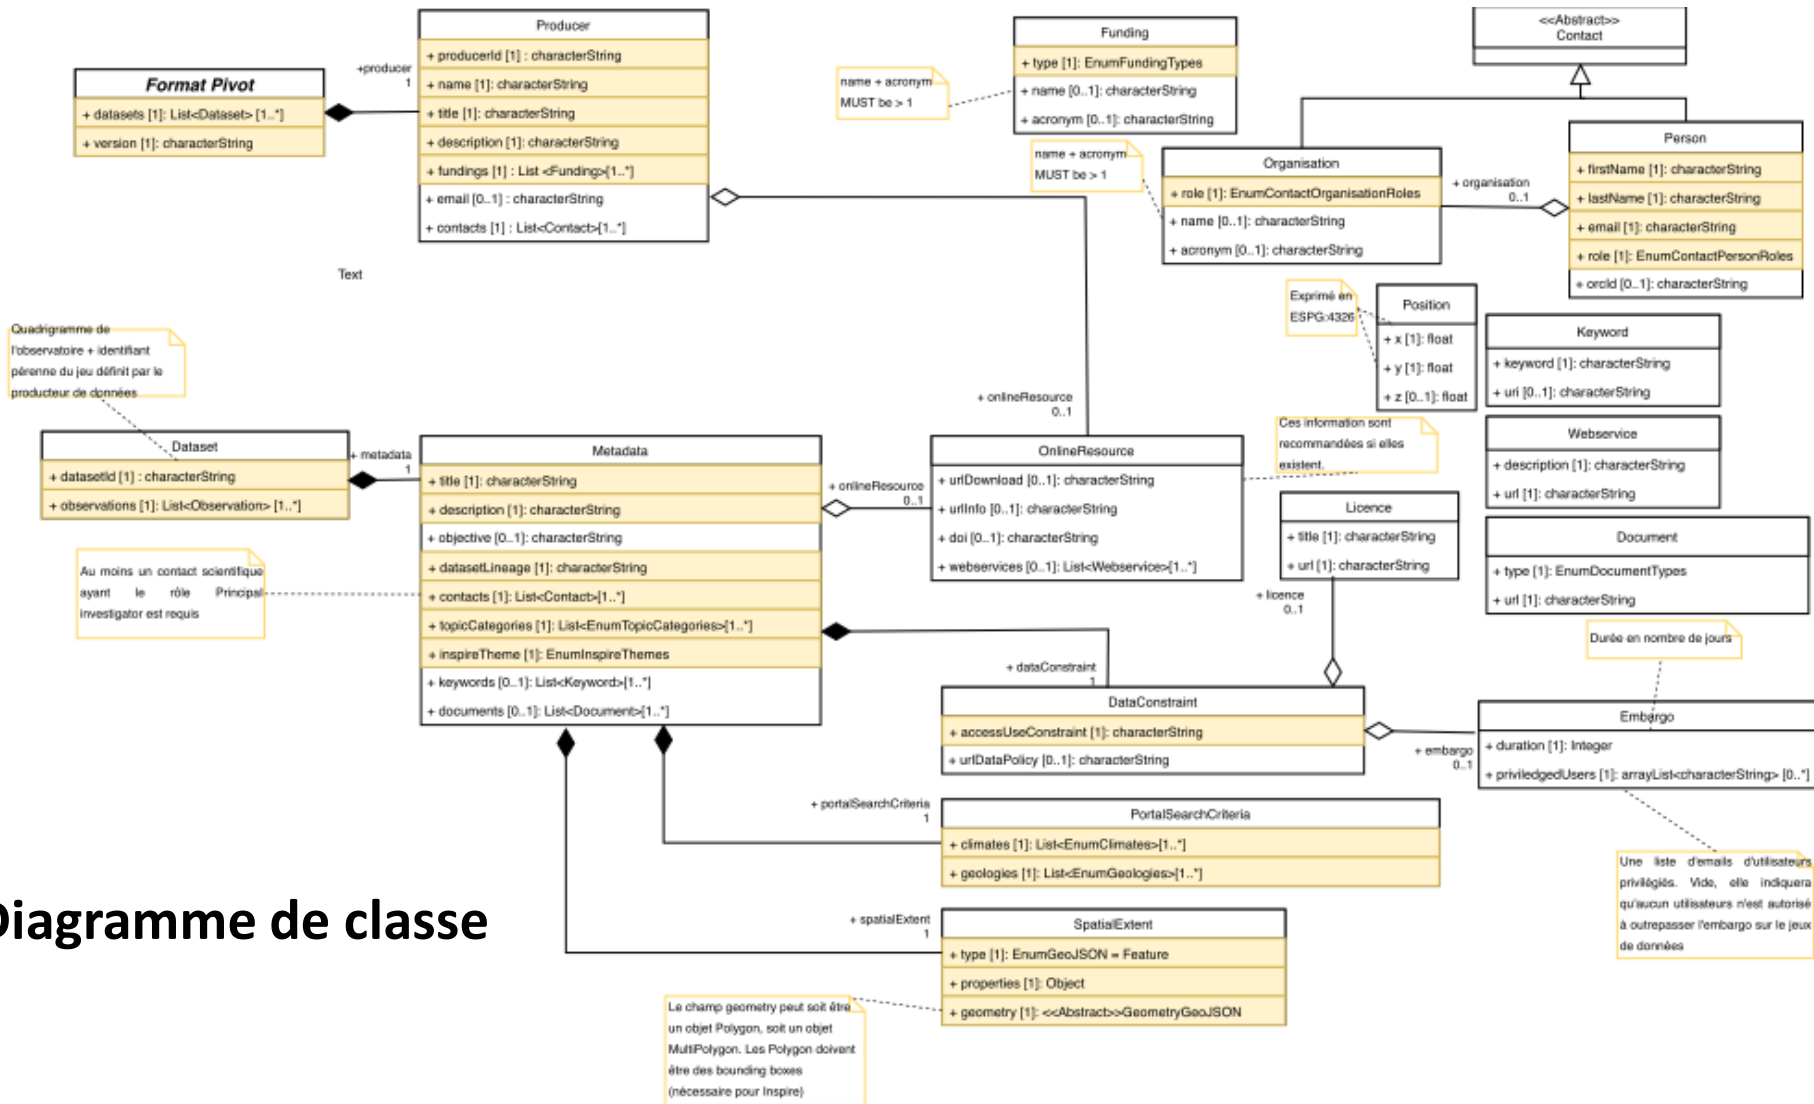 Producer
+ producerId [1] : characterString
+ name [1]: characterString
+ title [1]: characterString
+ description [1]: characterString
+ fundings [1] : List <Funding>[1..*]
+ email [0..1] : characterString
+ contacts [1] : List<Contact>[1..*]
+producer
1
Format Pivot
+ datasets [1]: List<Dataset> [1..*]
+ version [1]: characterString
Funding
+ type [1]: EnumFundingTypes
+ name [0..1]: characterString
+ acronym [0..1]: characterString
name + acronym
MUST be > 1
<<Abstract>>
Contact
name + acronym
MUST be > 1
Organisation
+ role [1]: EnumContactOrganisationRoles
+ name [0..1]: characterString
+ acronym [0..1]: characterString
+ organisation
0..1
Person
+ firstName [1]: characterString
+ lastName [1]: characterString
+ email [1]: characterString
+ role [1]: EnumContactPersonRoles
+ orcId [0..1]: characterString
Text
Exprimé en
ESPG:4326
Position
+ x [1]: float
+ y [1]: float
+ z [0..1]: float
Keyword
+ keyword [1]: characterString
+ uri [0..1]: characterString
Quadrigramme de
l'observatoire + identifiant
pérenne du jeu définit par le
producteur de données
+ onlineResource
0..1
Ces information sont
recommandées si elles
existent.
Webservice
+ description [1]: characterString
+ url [1]: characterString
Dataset
+ datasetId [1] : characterString
+ observations [1]: List<Observation> [1..*]
+ metadata
1
Metadata
+ title [1]: characterString
+ description [1]: characterString
+ objective [0..1]: characterString
+ datasetLineage [1]: characterString
+ contacts [1]: List<Contact>[1..*]
+ topicCategories [1]: List<EnumTopicCategories>[1..*]
+ inspireTheme [1]: EnumInspireThemes
+ keywords [0..1]: List<Keyword>[1..*]
+ documents [0..1]: List<Document>[1..*]
+ onlineResource
0..1
OnlineResource
+ urlDownload [0..1]: characterString
+ urlInfo [0..1]: characterString
+ doi [0..1]: characterString
+ webservices [0..1]: List<Webservice>[1..*]
Licence
+ title [1]: characterString
+ url [1]: characterString
+ licence
0..1
Document
+ type [1]: EnumDocumentTypes
+ url [1]: characterString
Au moins un contact scientifique
ayant le rôle Principal
investigator est requis
Durée en nombre de jours
+ dataConstraint
1
DataConstraint
+ accessUseConstraint [1]: characterString
+ urlDataPolicy [0..1]: characterString
+ embargo
0..1
Embargo
+ duration [1]: Integer
+ priviledgedUsers [1]: arrayList<characterString> [0..*]
+ portalSearchCriteria
1
PortalSearchCriteria
+ climates [1]: List<EnumClimates>[1..*]
+ geologies [1]: List<EnumGeologies>[1..*]
Une liste d'emails d'utilisateurs
privilégiés. Vide, elle indiquera
qu'aucun utilisateurs n'est autorisé
à outrepasser l'embargo sur le jeux
de données
Diagramme de classe
+ spatialExtent
1
SpatialExtent
+ type [1]: EnumGeoJSON = Feature
+ properties [1]: Object
+ geometry [1]: <<Abstract>>GeometryGeoJSON
Le champ geometry peut soit être
un objet Polygon, soit un objet
MultiPolygon. Les Polygon doivent
être des bounding boxes
(nécessaire pour Inspire)